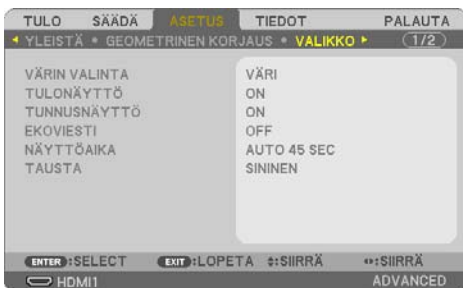 TULO SÄÄDÄ ASETUS TIEDOT PALAUTA
YLEISTÄ • GEOMETRINEN KORJAUS • VALIKKO 1/2
VÄRIN VALINTA VÄRI
TULONÄYTTÖ ON
TUNNUSNÄYTTÖ ON
EKOVIESTI OFF
NÄYTTÖAIKA AUTO 45 SEC
TAUSTA SININEN
ENTER :SELECT EXIT :LOPETA :SIIRRÄ :SIIRRÄ
HDMI1 ADVANCED